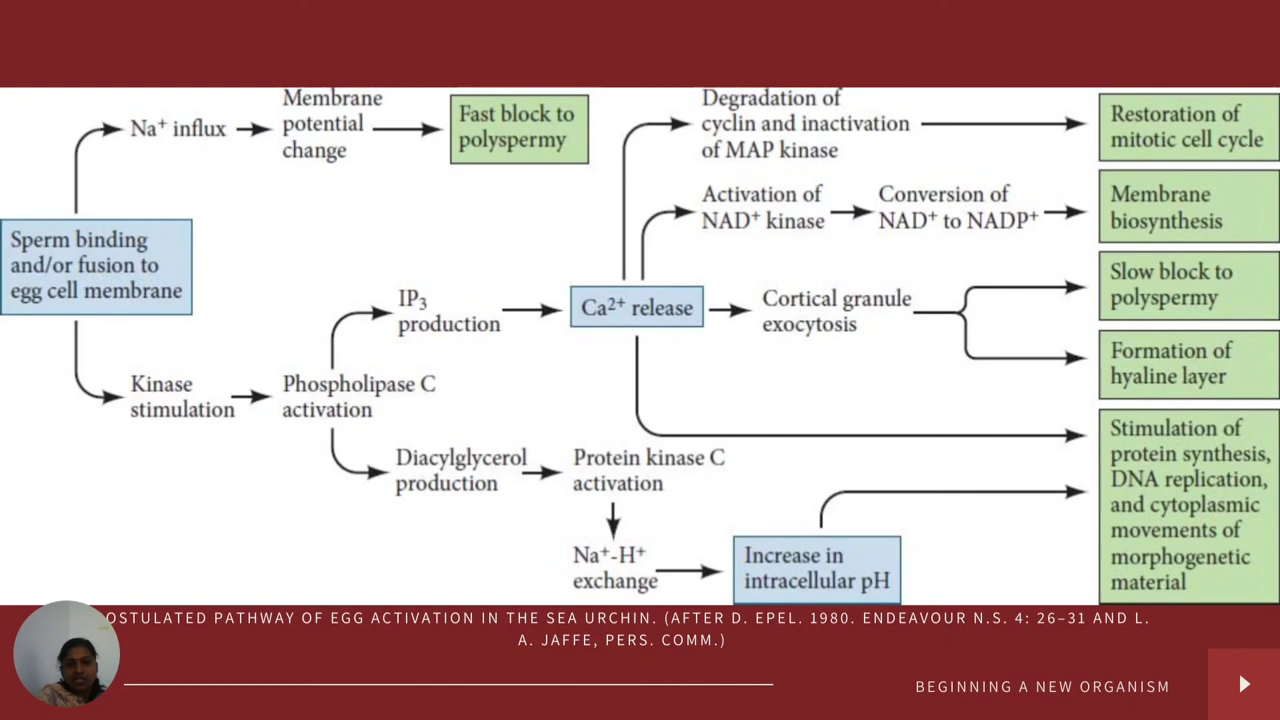 Na+ influx
Membrane
potential
change
Fast block to
polyspermy
Degradation of
cyclin and inactivation
of MAP kinase
Restoration of
mitotic cell cycle
Activation of
NAD+ kinase
Conversion of
NAD+ to NADP+
Membrane
biosynthesis
Sperm binding
and/or fusion to
egg cell membrane
IP3
production
Ca2+ release
Cortical granule
exocytosis
Slow block to
polyspermy
Formation of
hyaline layer
Kinase
stimulation
Phospholipase C
activation
Diacylglycerol
production
Protein kinase C
activation
Na+-H+
exchange
Increase in
intracellular pH
Stimulation of
protein synthesis,
DNA replication,
and cytoplasmic
movements of
morphogenetic
material
OSTULATED PATHWAY OF EGG ACTIVATION IN THE SEA URCHIN. (AFTER D. EPEL. 1980. ENDEAVOUR N.S. 4: 26–31 AND L.
A. JAFFE, PERS. COMM.)
BEGINNING A NEW ORGANISM